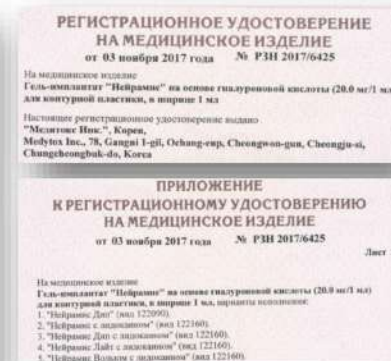 РЕГИСТРАЦИОННОЕ УДОСТОВЕРЕНИЕ
НА МЕДИЦИНСКОЕ ИЗДЕЛИЕ
от 03 ноября 2017 года № РЗН 2017/6425
На медицинское изделие
Гель-имплантат "Нейрамис" на основе гиалуроновой кислоты (20.0 мг/1 мл)
для контурной пластики, в шприце 1 мл
Настоящее регистрационное удостоверение выдано
"Медитокс Инк.", Корея,
Medytox Inc., 78, Gangni 1-gil, Ochang-eup, Cheongwon-gun, Cheongju-si,
Chungcheongbuk-do, Korea
ПРИЛОЖЕНИЕ
К РЕГИСТРАЦИОННОМУ УДОСТОВЕРЕНИЮ
НА МЕДИЦИНСКОЕ ИЗДЕЛИЕ
от 03 ноября 2017 года № РЗН 2017/6425
Лист
На медицинское изделие
Гель-имплантат "Нейрамис" на основе гиалуроновой кислоты (20.0 мг/1 мл)
для контурной пластики, в шприце 1 мл, варианты исполнения:
1. "Нейрамис Дип" (вид 122090).
2. "Нейрамис с лидокаином" (вид 122160).
3. "Нейрамис Дип с лидокаином" (вид 122160).
4. "Нейрамис Лайт с лидокаином" (вид 122160).
5. "Нейрамис Волюм с лидокаином" (вид 122160).